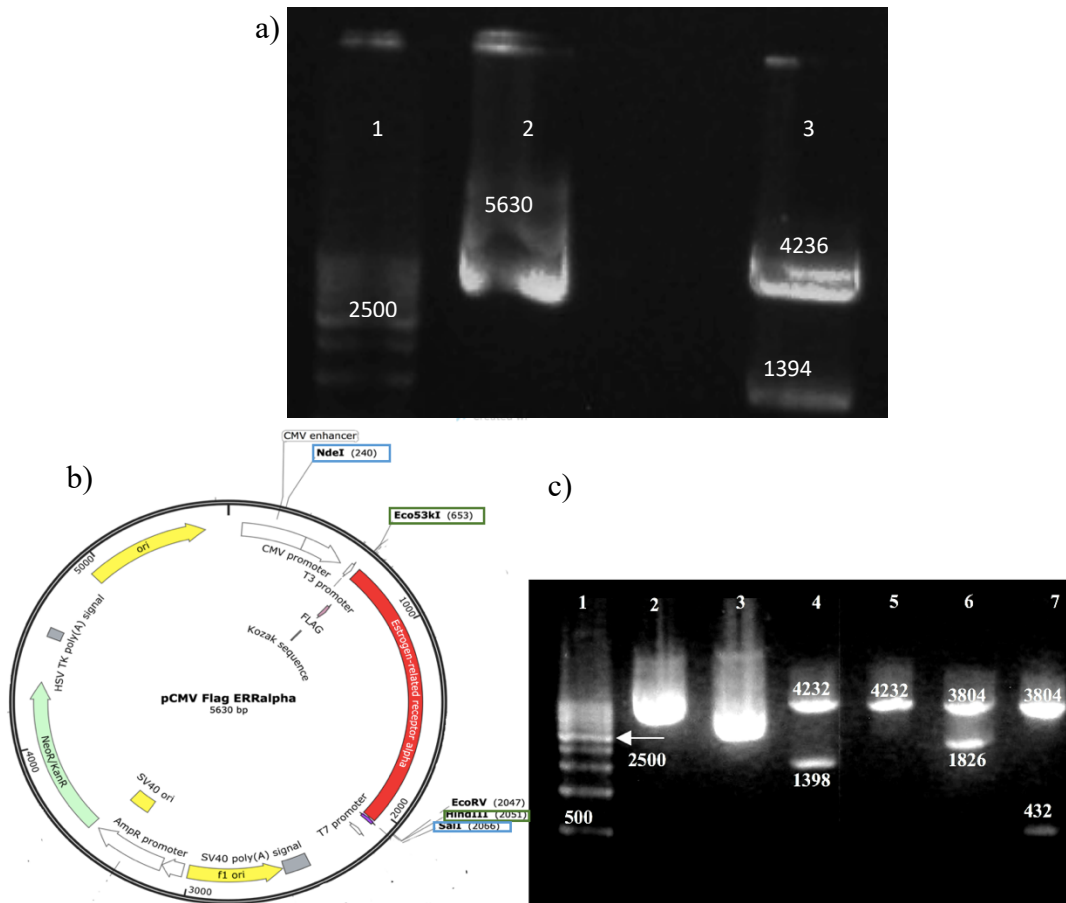 a)
1
2
3
5630
4236
2500
1394
b)
CMV enhancer
NdeI (240)
Eco53kI (653)
ori
CMV promoter
T3 promoter
FLAG
Kozak sequence
Estrogen-related receptor alpha
1000
2000
3000
4000
5000
HSV TK poly(A) signal
pCMV Flag ERRalpha
5630 bp
NeoR/KanR
SV40 ori
AmpR promoter
SV40 poly(A) signal
f1 ori
T7 promoter
EcoRV (2047)
HindIII (2051)
SalI (2066)
c)
1 2 3 4 5 6 7
4232 4232 3804 3804
2500
1398
1826
500
432